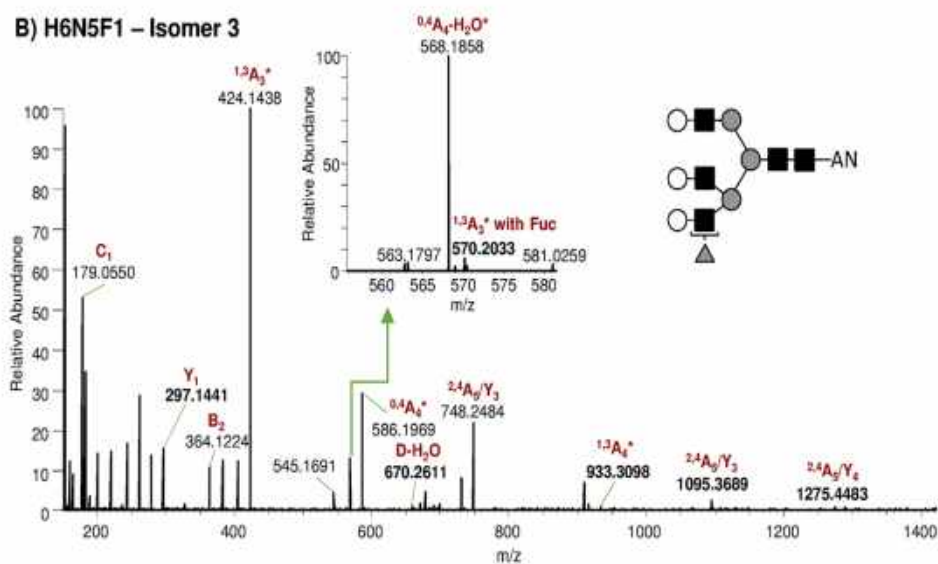 B) H6N5F1 – Isomer 3
1,3A3*
424.1438
0,4A4-H2O*
568.1858
1,3A3* with Fuc
570.2033
563.1797
581.0259
Relative Abundance
100
50
0
560
565
570
575
580
m/z
AN
Relative Abundance
100
90
80
70
60
50
40
30
20
10
0
C1
179.0550
Y1
297.1441
B2
364.1224
545.1691
0,4A4*
586.1969
D-H2O
670.2611
2,4A5/Y3
748.2484
1,3A4*
933.3098
2,4A5/Y3
1095.3689
2,4A5/Y4
1275.4483
200
400
600
800
1000
1200
1400
m/z